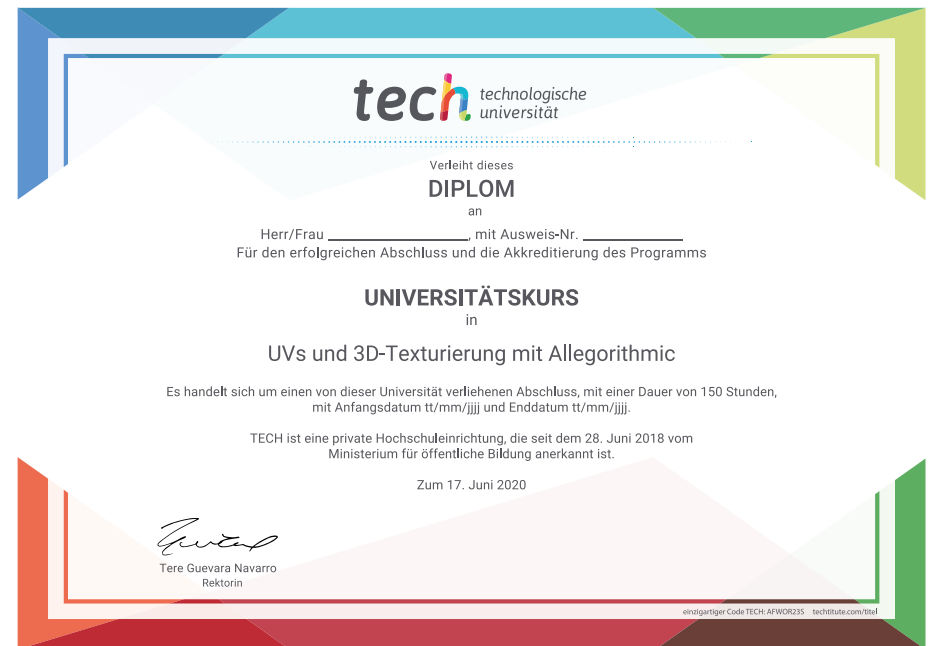 tech technologische
universität
Verleiht dieses
DIPLOM
an
Herr/Frau ____________________, mit Ausweis-Nr. ______________
Für den erfolgreichen Abschluss und die Akkreditierung des Programms
UNIVERSITÄTSKURS
in
UVs und 3D-Texturierung mit Allegorithmic
Es handelt sich um einen von dieser Universität verliehenen Abschluss, mit einer Dauer von 150 Stunden,
mit Anfangsdatum tt/mm/jjjj und Enddatum tt/mm/jjjj.
TECH ist eine private Hochschuleinrichtung, die seit dem 28. Juni 2018 vom
Ministerium für öffentliche Bildung anerkannt ist.
Zum 17. Juni 2020
Tere Guevara Navarro
Rektorin
einzigartiger Code TECH: AFWOR23S techtitute.com/titel